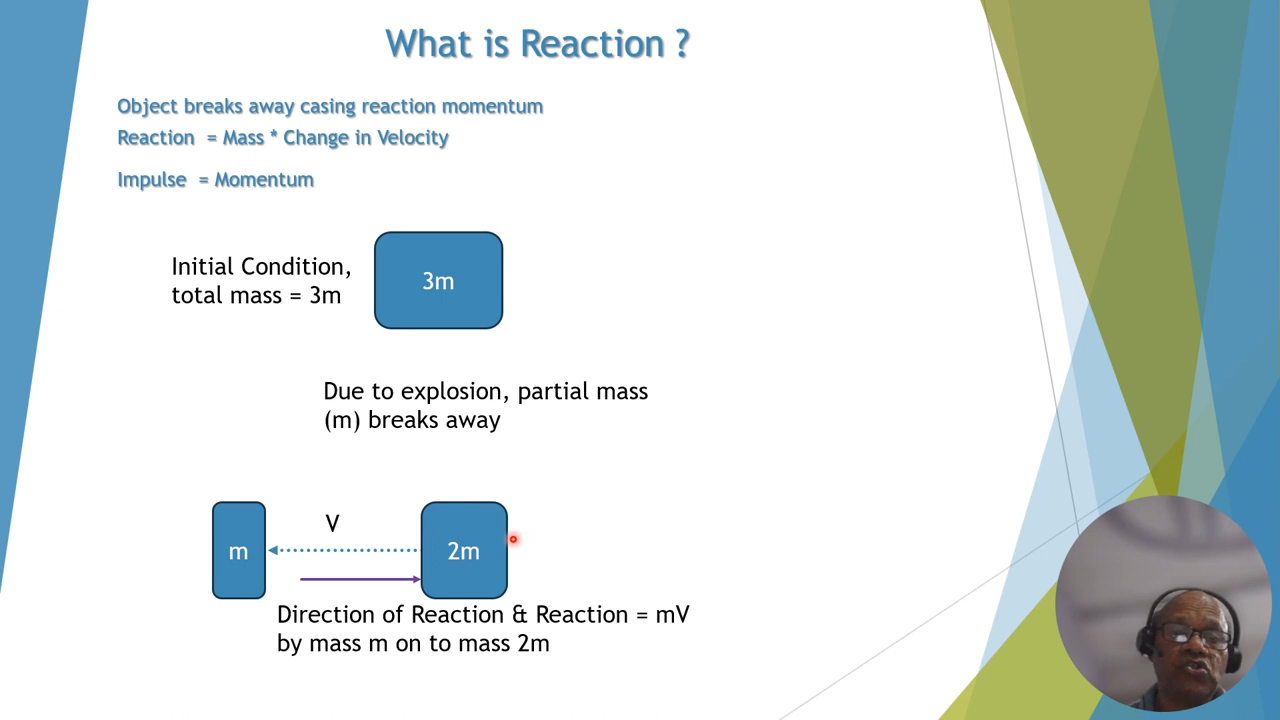 What is Reaction ?
Object breaks away casing reaction momentum
Reaction = Mass * Change in Velocity
Impulse = Momentum
Initial Condition,
total mass = 3m
3m
Due to explosion, partial mass
(m) breaks away
V
m
2m
Direction of Reaction & Reaction = mV
by mass m on to mass 2m